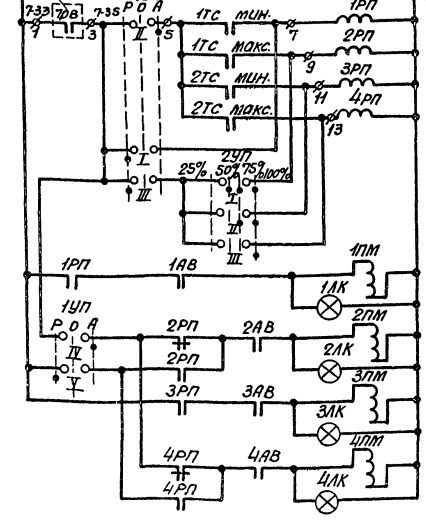 7-33 70В 7-35 Р О А 1ТС мин. 1РП
1 3 II 5 7
1ТС макс. 2РП
9
2ТС мин. 3РП
11
2ТС макс. 4РП
13
I 2УП
25% 50% 75% 100%
III I
II
III
1РП 1АВ 1ПМ
1ЛК
1УП
Р О А 2РП 2АВ 2ПМ
IV 2РП 2ЛК
V 3РП 3АВ 3ПМ
3ЛК
4РП 4АВ 4ПМ
4РП 4ЛК